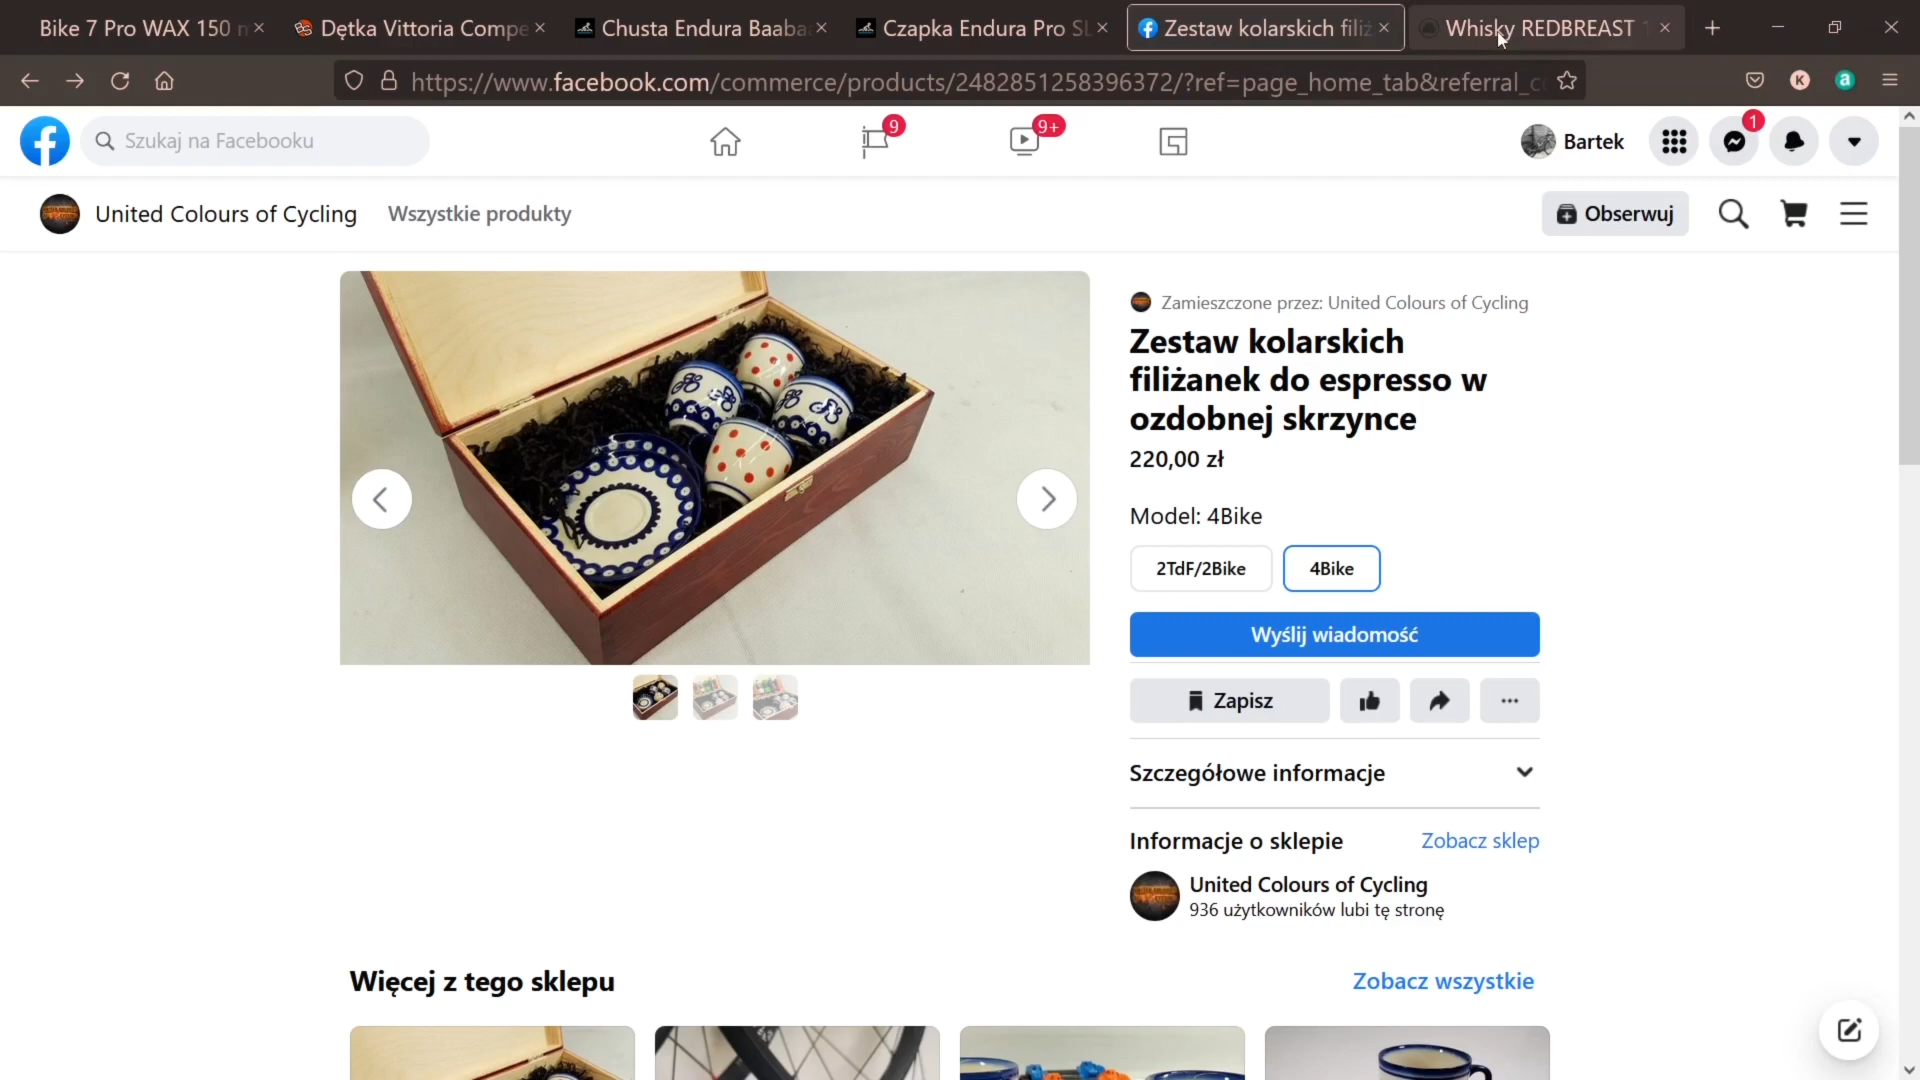 Bike 7 Pro WAX 150 m
Dętka Vittoria Compe
Chusta Endura Baaba
Czapka Endura Pro SL
Zestaw kolarskich filiż
Whisky REDBREAST 1
https://www.facebook.com/commerce/products/2482851258396372/?ref=page_home_tab&referral_c
K
a
Szukaj na Facebooku
9
9+
Bartek
1
United Colours of Cycling
Wszystkie produkty
Obserwuj
Zamieszczone przez: United Colours of Cycling
Zestaw kolarskich
filiżanek do espresso w
ozdobnej skrzynce
220,00 zł
Model: 4Bike
2TdF/2Bike
4Bike
Wyślij wiadomość
Zapisz
Szczegółowe informacje
Informacje o sklepie
Zobacz sklep
United Colours of Cycling
936 użytkowników lubi tę stronę
Więcej z tego sklepu
Zobacz wszystkie